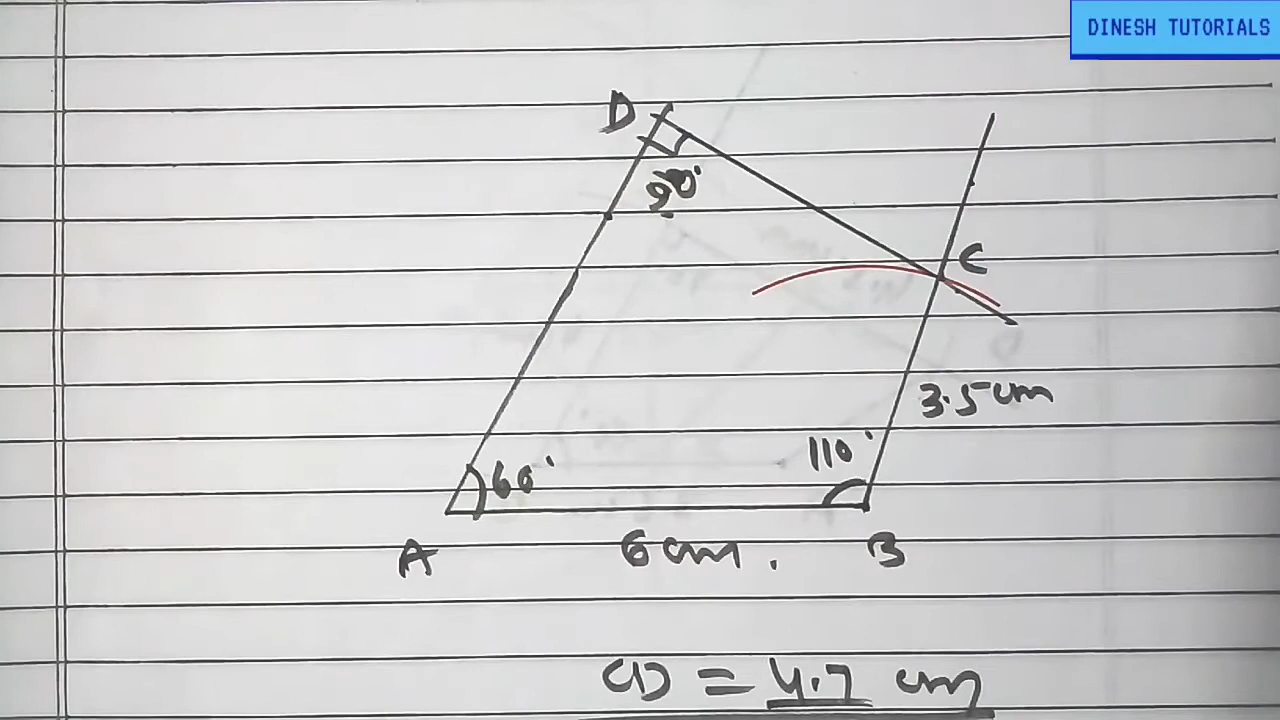 DINESH TUTORIALS
D
90°
C
3.5 cm
110°
60°
A
6 cm.
B
CD = 4.7 cm